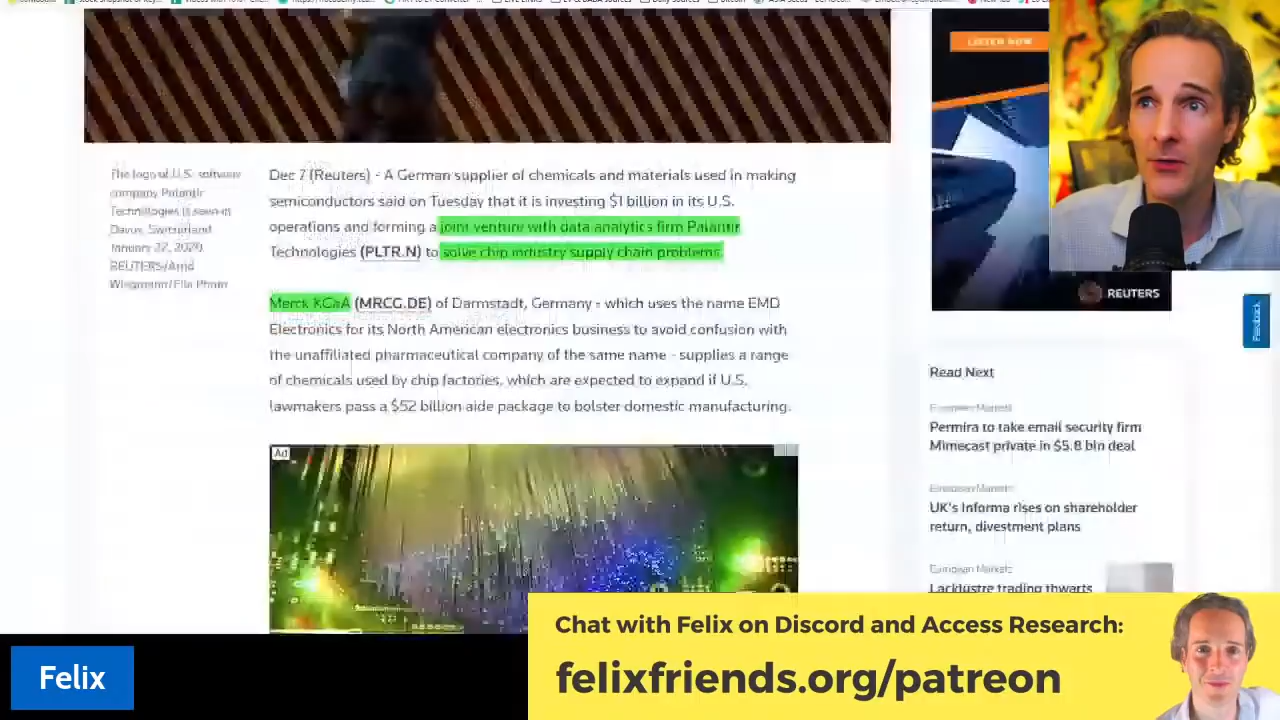 LISTEN NOW
The logo of U.S. software
company Palantir
Technologies is seen in
Davos, Switzerland
January 22, 2020.
REUTERS/Arnd
Wiegmann/File Photo
Dec 7 (Reuters) - A German supplier of chemicals and materials used in making
semiconductors said on Tuesday that it is investing $1 billion in its U.S.
operations and forming a joint venture with data analytics firm Palantir
Technologies (PLTR.N) to solve chip industry supply chain problems.
Merck KGaA (MRCG.DE) of Darmstadt, Germany - which uses the name EMD
Electronics for its North American electronics business to avoid confusion with
the unaffiliated pharmaceutical company of the same name - supplies a range
of chemicals used by chip factories, which are expected to expand if U.S.
lawmakers pass a $52 billion aide package to bolster domestic manufacturing.
Ad
REUTERS
Feedback
Read Next
European Markets
Permira to take email security firm
Mimecast private in $5.8 bln deal
European Markets
UK's Informa rises on shareholder
return, divestment plans
European Markets
Lacklustre trading thwarts
Chat with Felix on Discord and Access Research:
felixfriends.org/patreon
Felix